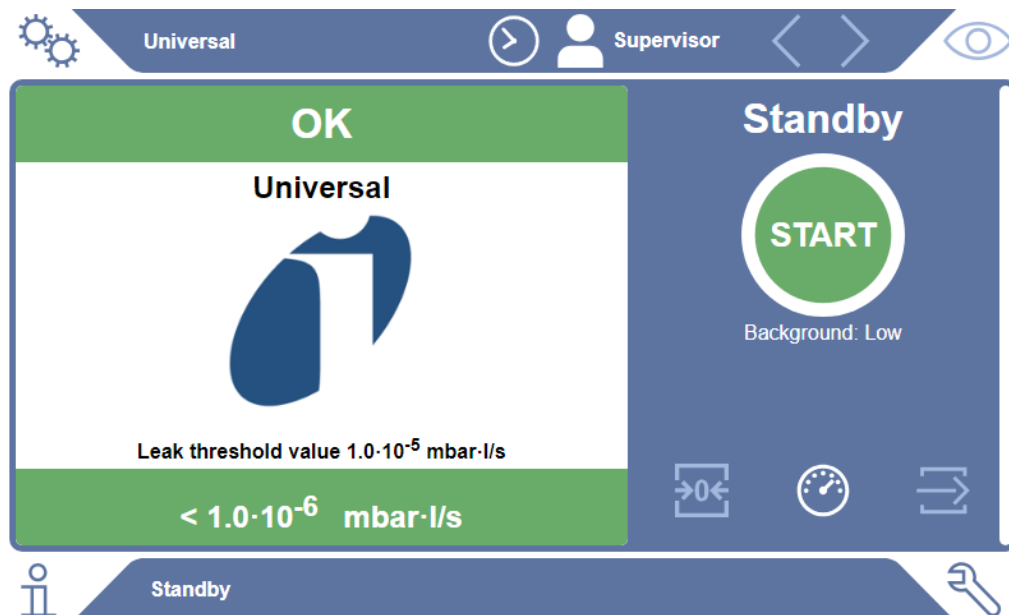 Universal
Supervisor
OK
Universal
Leak threshold value 1.0·10⁻⁵ mbar·l/s
< 1.0·10⁻⁶ mbar·l/s
Standby
START
Background: Low
→0←
Standby